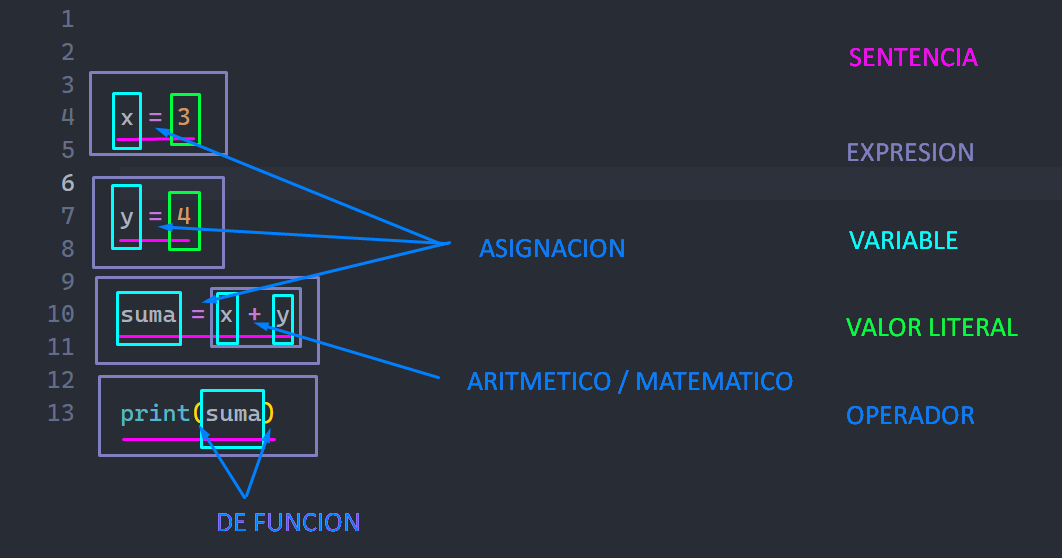 1
2
SENTENCIA
3
4 x = 3
5
EXPRESION
6
7 y = 4
VARIABLE
8
ASIGNACION
9
10 suma = x + y
VALOR LITERAL
11
12
ARITMETICO / MATEMATICO
13 print(suma)
OPERADOR
DE FUNCION